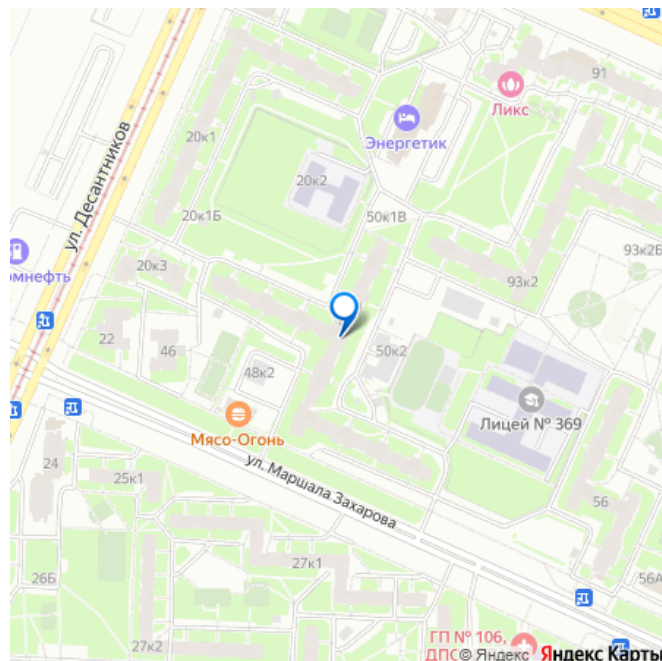 91
Ликс
20к1
ул. Десантников
Энергетик
20к2
20к1Б
50к1В
омнефть
20к3
93к2Б
93к2
22
46
48к2
50к2
Мясо-Огонь
Лицей № 369
24
25к1
ул. Маршала Захарова
56
26Б
27к1
56А
27к2
ГП № 106,
ДПС
© Яндекс Яндекс Карты